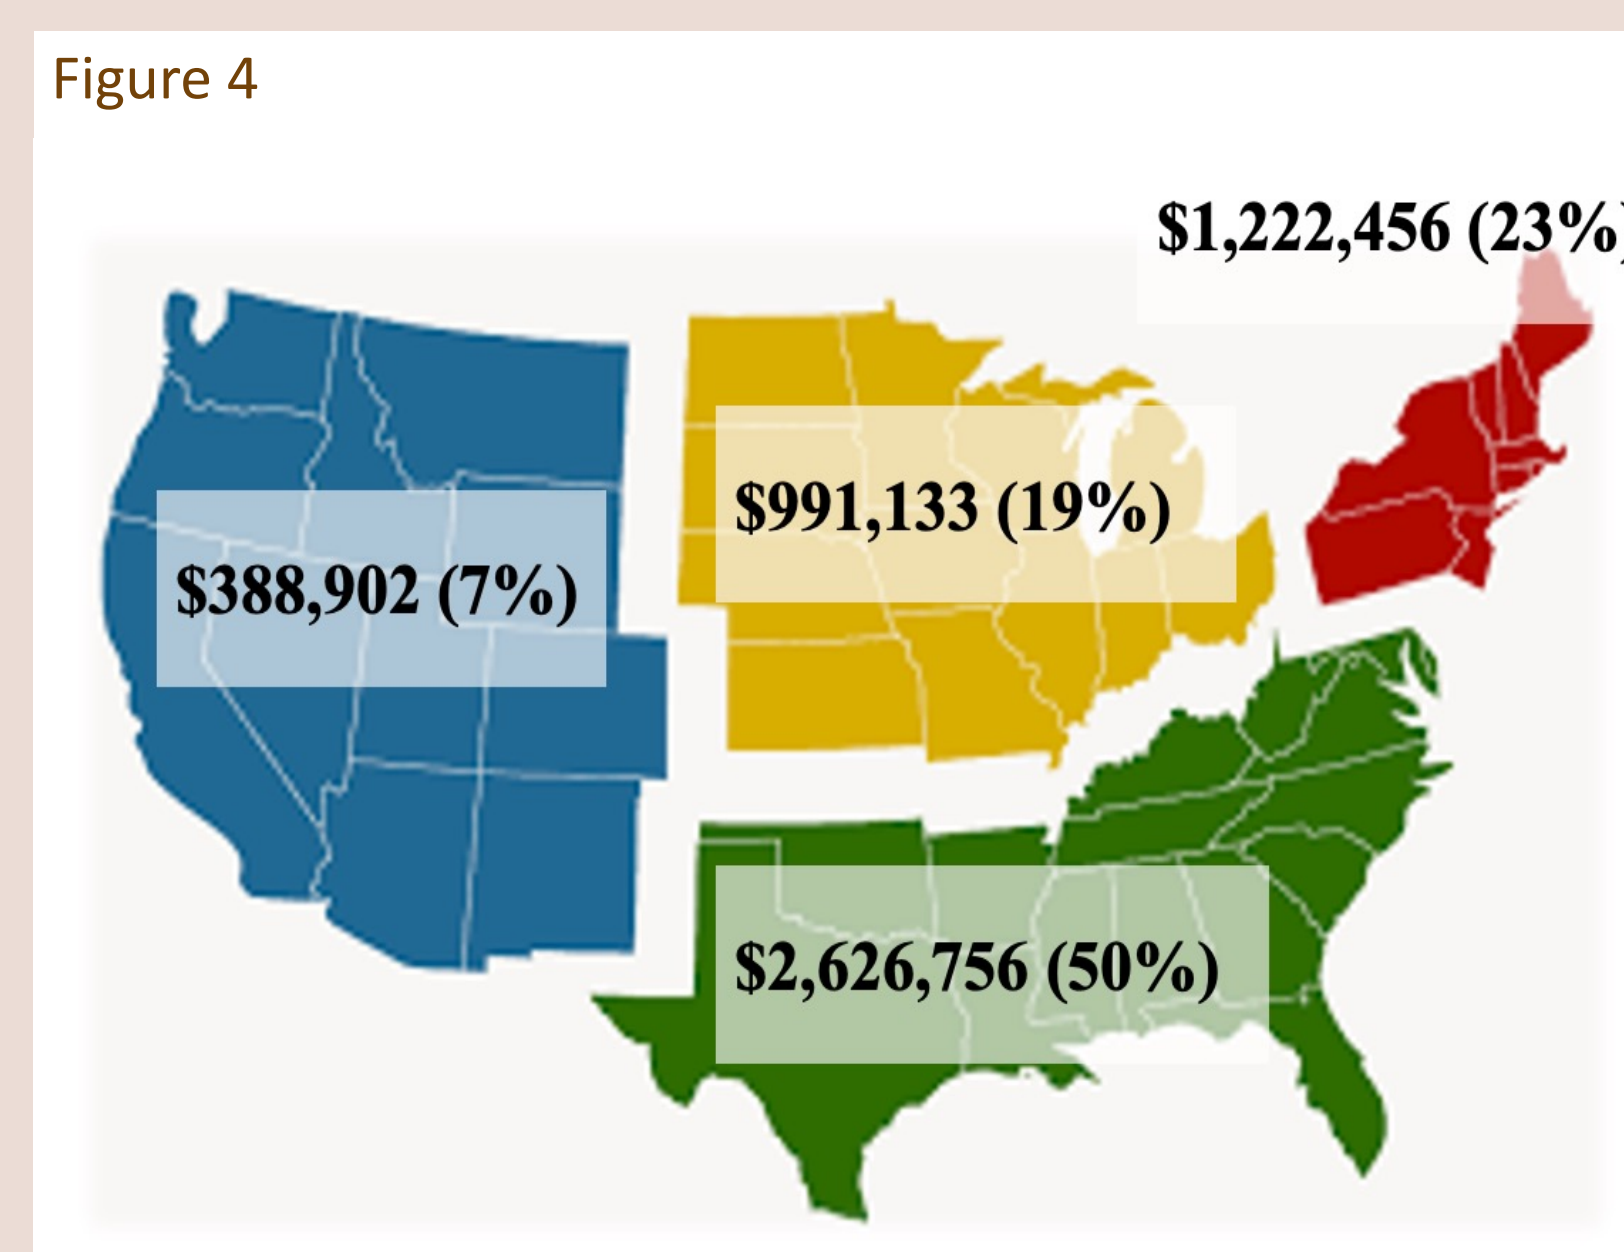 Figure 4
$1,222,456 (23%)
$991,133 (19%)
$388,902 (7%)
$2,626,756 (50%)